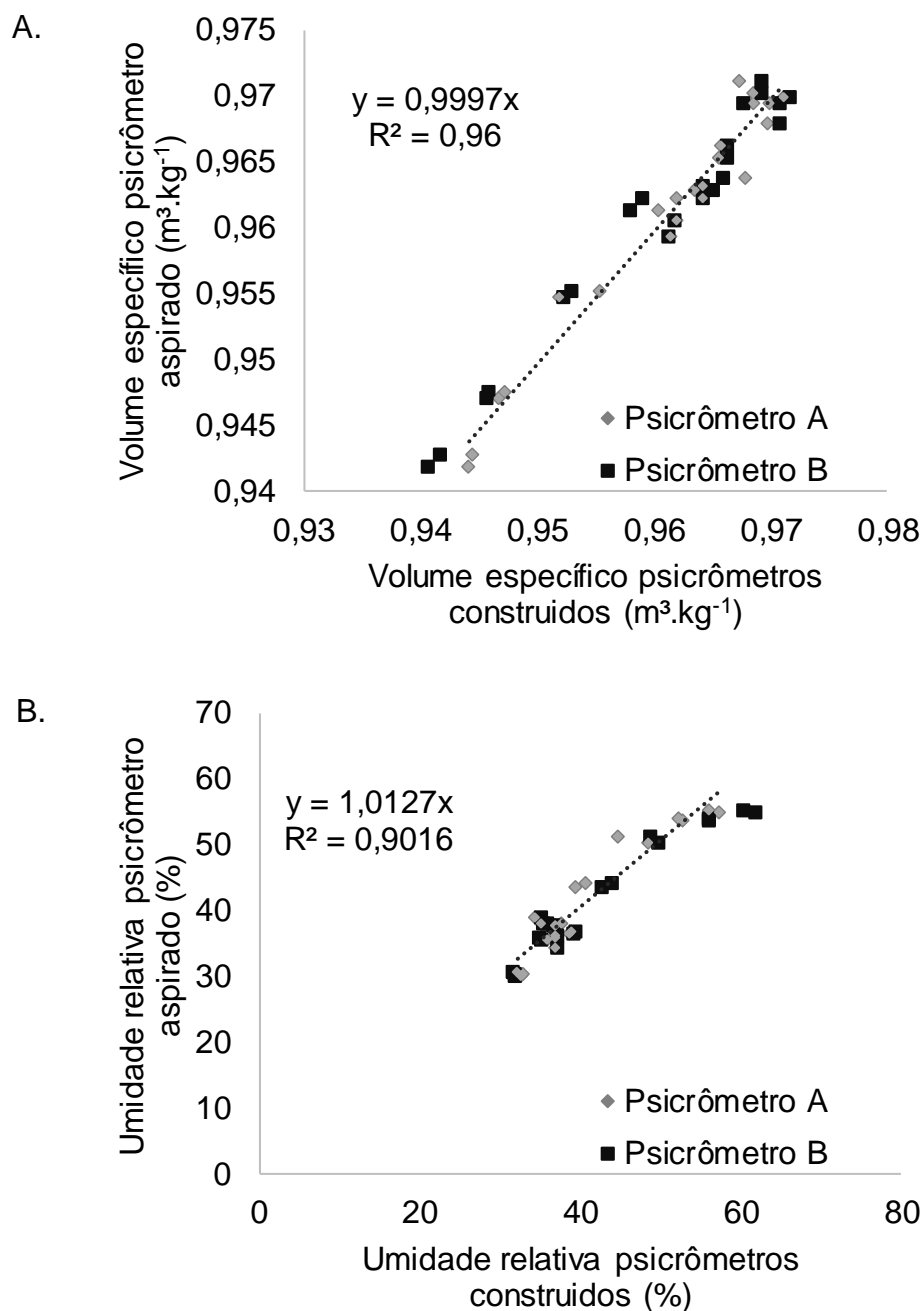 A.
Volume específico psicrômetro
aspirado (m³.kg⁻¹)
0,975
0,97
0,965
0,96
0,955
0,95
0,945
0,94
y = 0,9997x
R² = 0,96
Psicrômetro A
Psicrômetro B
0,93 0,94 0,95 0,96 0,97 0,98
Volume específico psicrômetros
construidos (m³.kg⁻¹)
B.
Umidade relativa psicrômetro
aspirado (%)
70
60
50
40
30
20
10
0
y = 1,0127x
R² = 0,9016
Psicrômetro A
Psicrômetro B
0 20 40 60 80
Umidade relativa psicrômetros
construidos (%)